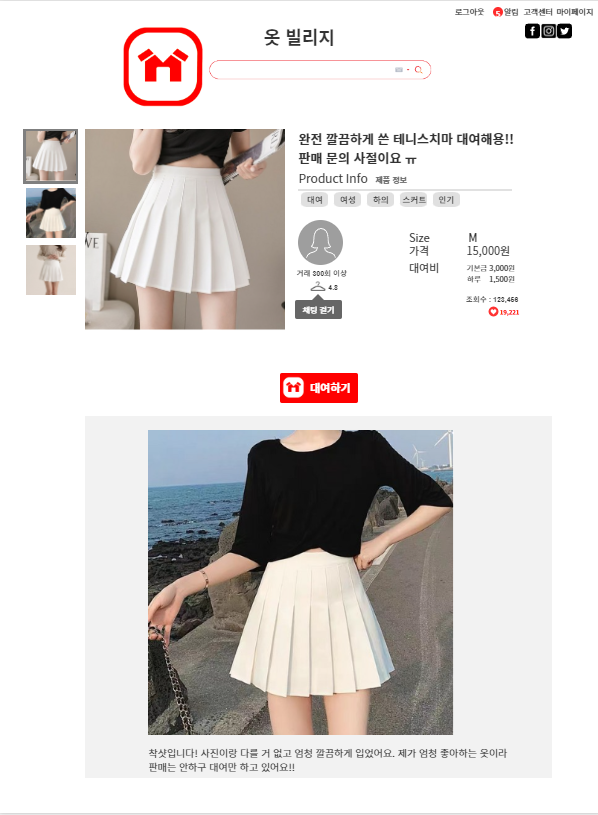 로그아웃 5 알림 고객센터 마이페이지
옷 빌리지
완전 깔끔하게 쓴 테니스치마 대여해용!!
판매 문의 사절이요 ㅠ
Product Info 제품 정보
대여 여성 하의 스커트 인기
Size M
가격 15,000원
대여비 기본금 3,000원
하루 1,500원
거래 300회 이상
4.8
채팅 걷기
조회수 : 123,456
19,221
대여하기
착샷입니다! 사진이랑 다를 거 없고 엄청 깔끔하게 입었어요. 제가 엄청 좋아하는 옷이라
판매는 안하구 대여만 하고 있어요!!